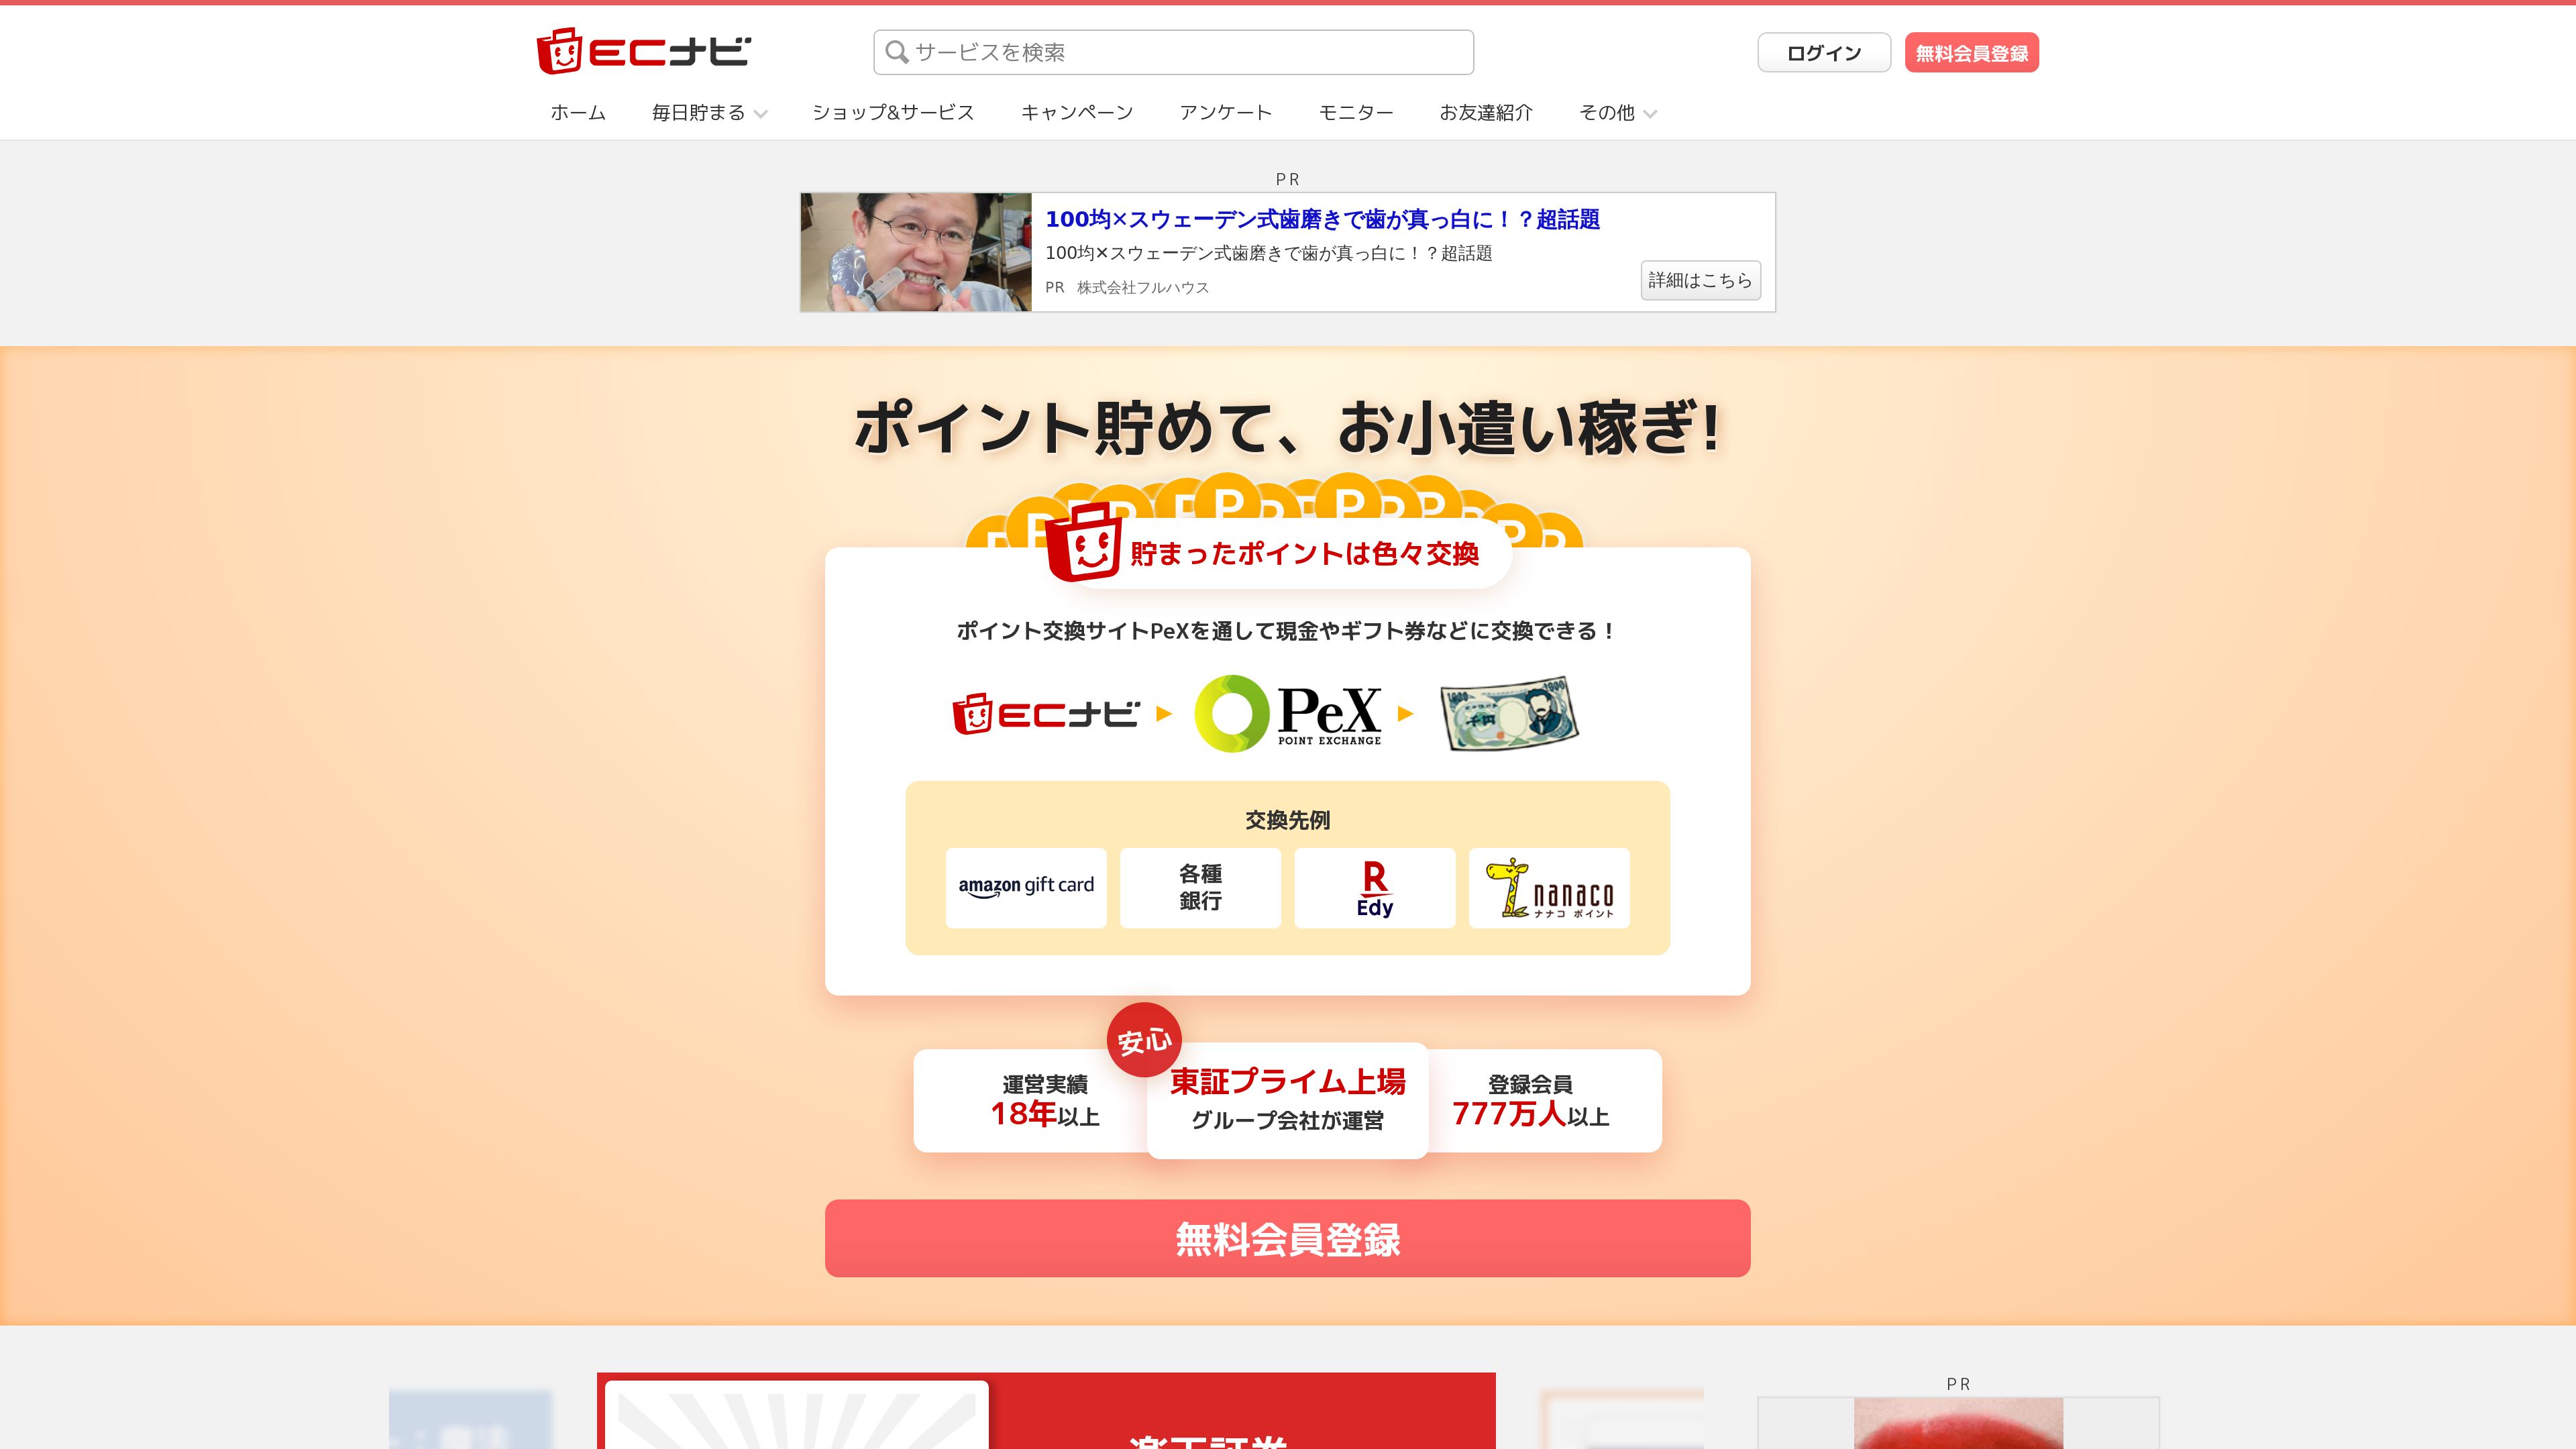 ECナビ
サービスを検索
ログイン
無料会員登録
ホーム
毎日貯まる
ショップ&サービス
キャンペーン
アンケート
モニター
お友達紹介
その他
PR
100均×スウェーデン式歯磨きで歯が真っ白に！？超話題
100均×スウェーデン式歯磨きで歯が真っ白に！？超話題
PR 株式会社フルハウス
詳細はこちら
ポイント貯めて、お小遣い稼ぎ!
貯まったポイントは色々交換
ポイント交換サイトPeXを通して現金やギフト券などに交換できる！
ECナビ
PeX
POINT EXCHANGE
1000
千円
交換先例
amazon gift card
各種
銀行
R
Edy
nanaco
ナナコ ポイント
安心
運営実績
18年以上
東証プライム上場
グループ会社が運営
登録会員
777万人以上
無料会員登録
PR